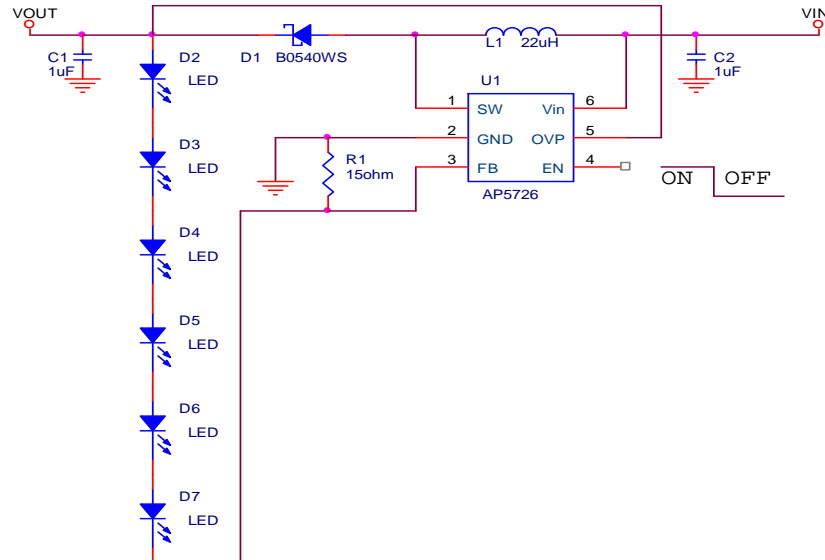 VOUT
VIN
C1
1uF
D2
LED
D1
B0540WS
L1
22uH
C2
1uF
U1
1
SW
Vin
6
2
GND
OVP
5
3
FB
EN
4
AP5726
R1
15ohm
ON
OFF
D3
LED
D4
LED
D5
LED
D6
LED
D7
LED